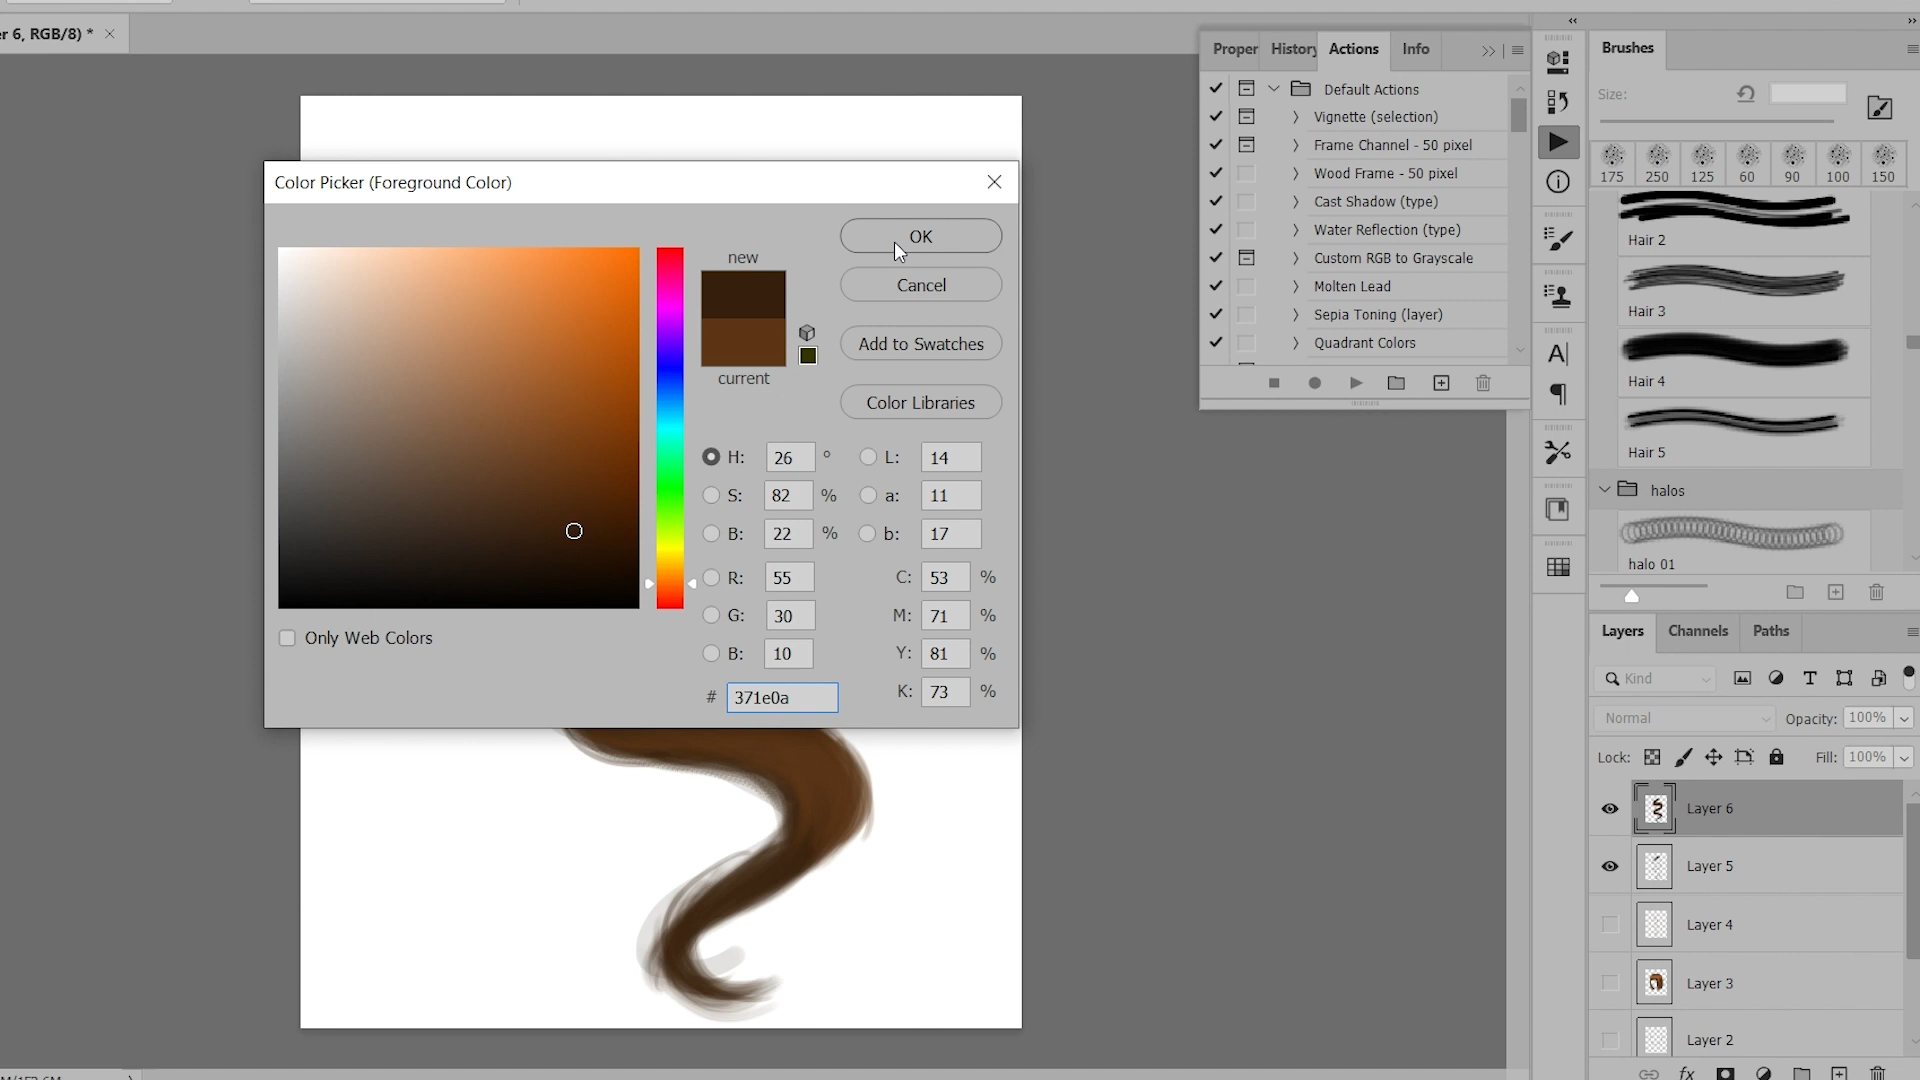 er 6, RGB/8) *
Proper History Actions Info
Default Actions
Vignette (selection)
Frame Channel - 50 pixel
Wood Frame - 50 pixel
Cast Shadow (type)
Water Reflection (type)
Custom RGB to Grayscale
Molten Lead
Sepia Toning (layer)
Quadrant Colors
Color Picker (Foreground Color)
new
current
OK
Cancel
Add to Swatches
Color Libraries
H: 26 ° L: 14
S: 82 % a: 11
B: 22 % b: 17
R: 55 C: 53 %
G: 30 M: 71 %
B: 10 Y: 81 %
# 371e0a K: 73 %
Only Web Colors
Brushes
Size:
175 250 125 60 90 100 150
Hair 2
Hair 3
Hair 4
Hair 5
halos
halo 01
Layers Channels Paths
Kind
Normal Opacity: 100%
Lock: Fill: 100%
Layer 6
Layer 5
Layer 4
Layer 3
Layer 2
fx